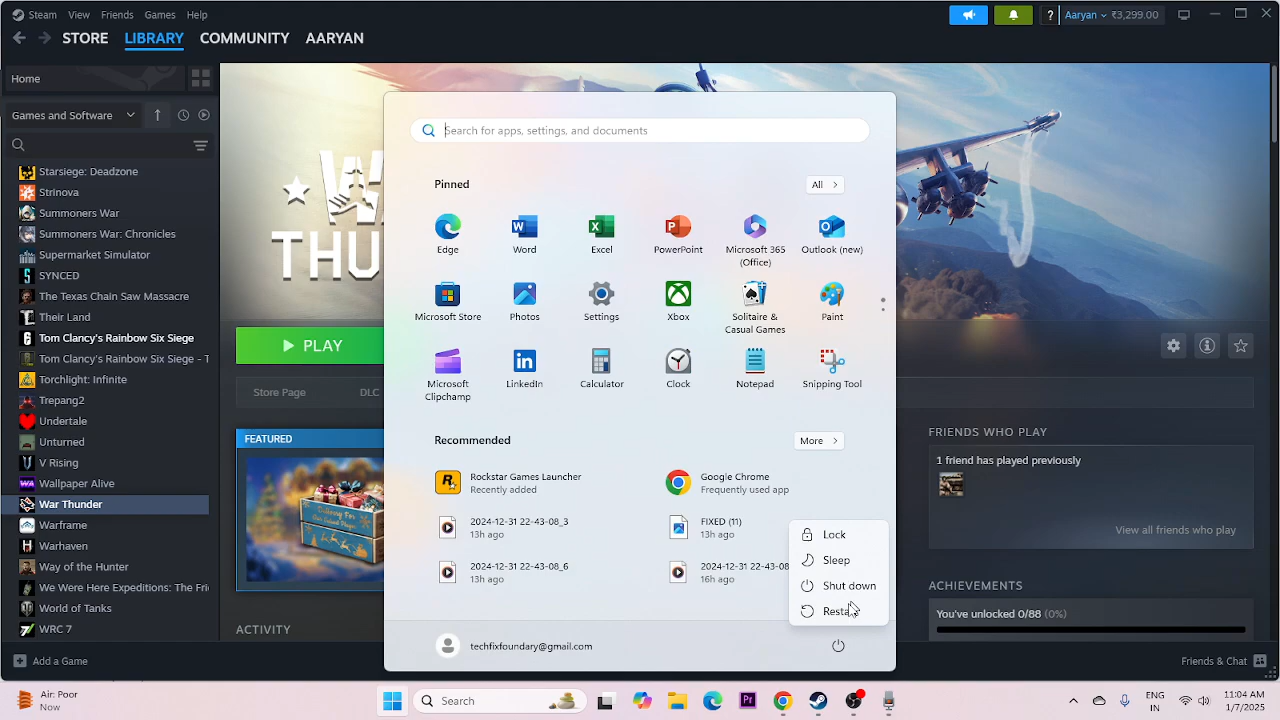 Steam View Friends Games Help
Aaryan ₹3,299.00
STORE LIBRARY COMMUNITY AARYAN
Home
Games and Software
Starsiege: Deadzone
Strinova
Summoners War
Summoners War: Chronicles
Supermarket Simulator
SYNCED
The Texas Chain Saw Massacre
Their Land
Tom Clancy's Rainbow Six Siege
Tom Clancy's Rainbow Six Siege - T
Torchlight: Infinite
Trepang2
Undertale
Unturned
V Rising
Wallpaper Alive
War Thunder
Warframe
Warhaven
Way of the Hunter
We Were Here Expeditions: The Fri
World of Tanks
WRC 7
Add a Game
PLAY
Store Page DLC
FEATURED
Delivery For Our Dearest Player
ACTIVITY
Search for apps, settings, and documents
Pinned All
Edge Word Excel PowerPoint Microsoft 365 (Office) Outlook (new)
Microsoft Store Photos Settings Xbox Solitaire & Casual Games Paint
Microsoft Clipchamp LinkedIn Calculator Clock Notepad Snipping Tool
Recommended More
Rockstar Games Launcher
Recently added
Google Chrome
Frequently used app
2024-12-31 22-43-08_3
13h ago
FIXED (11)
13h ago
2024-12-31 22-43-08_6
13h ago
2024-12-31 22-43-08
16h ago
Lock
Sleep
Shut down
Restart
techfixfoundary@gmail.com
FRIENDS WHO PLAY
1 friend has played previously
View all friends who play
ACHIEVEMENTS
You've unlocked 0/88 (0%)
Friends & Chat
Air: Poor
Now
Search
ENG
IN
11:04 AM
1/7/2025